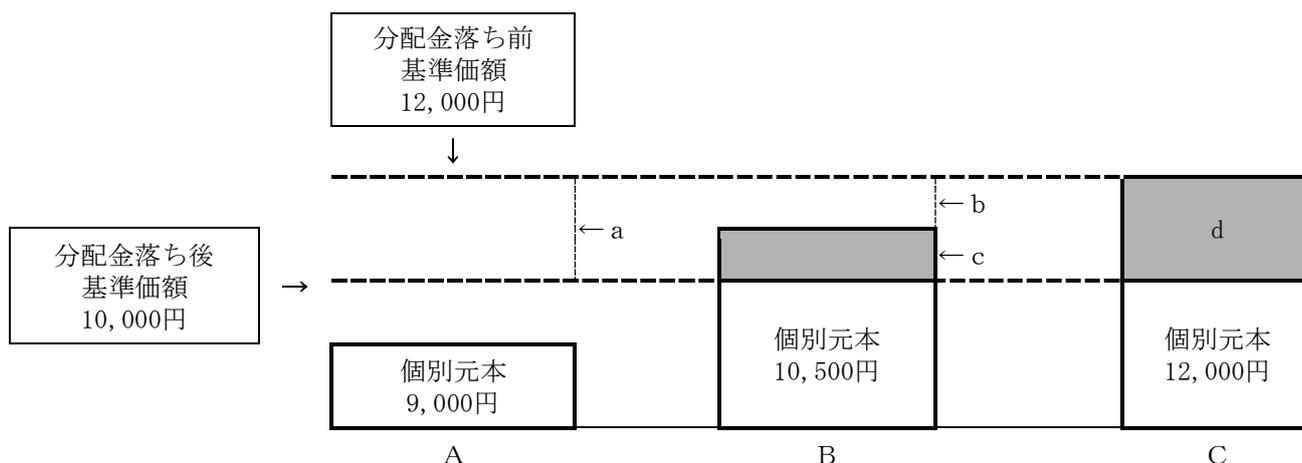 分配金落ち前
基準価額
12,000円
↓
← b
← a
d
分配金落ち後
基準価額
10,000円
→
← c
個別元本
9,000円
個別元本
10,500円
個別元本
12,000円
A
B
C